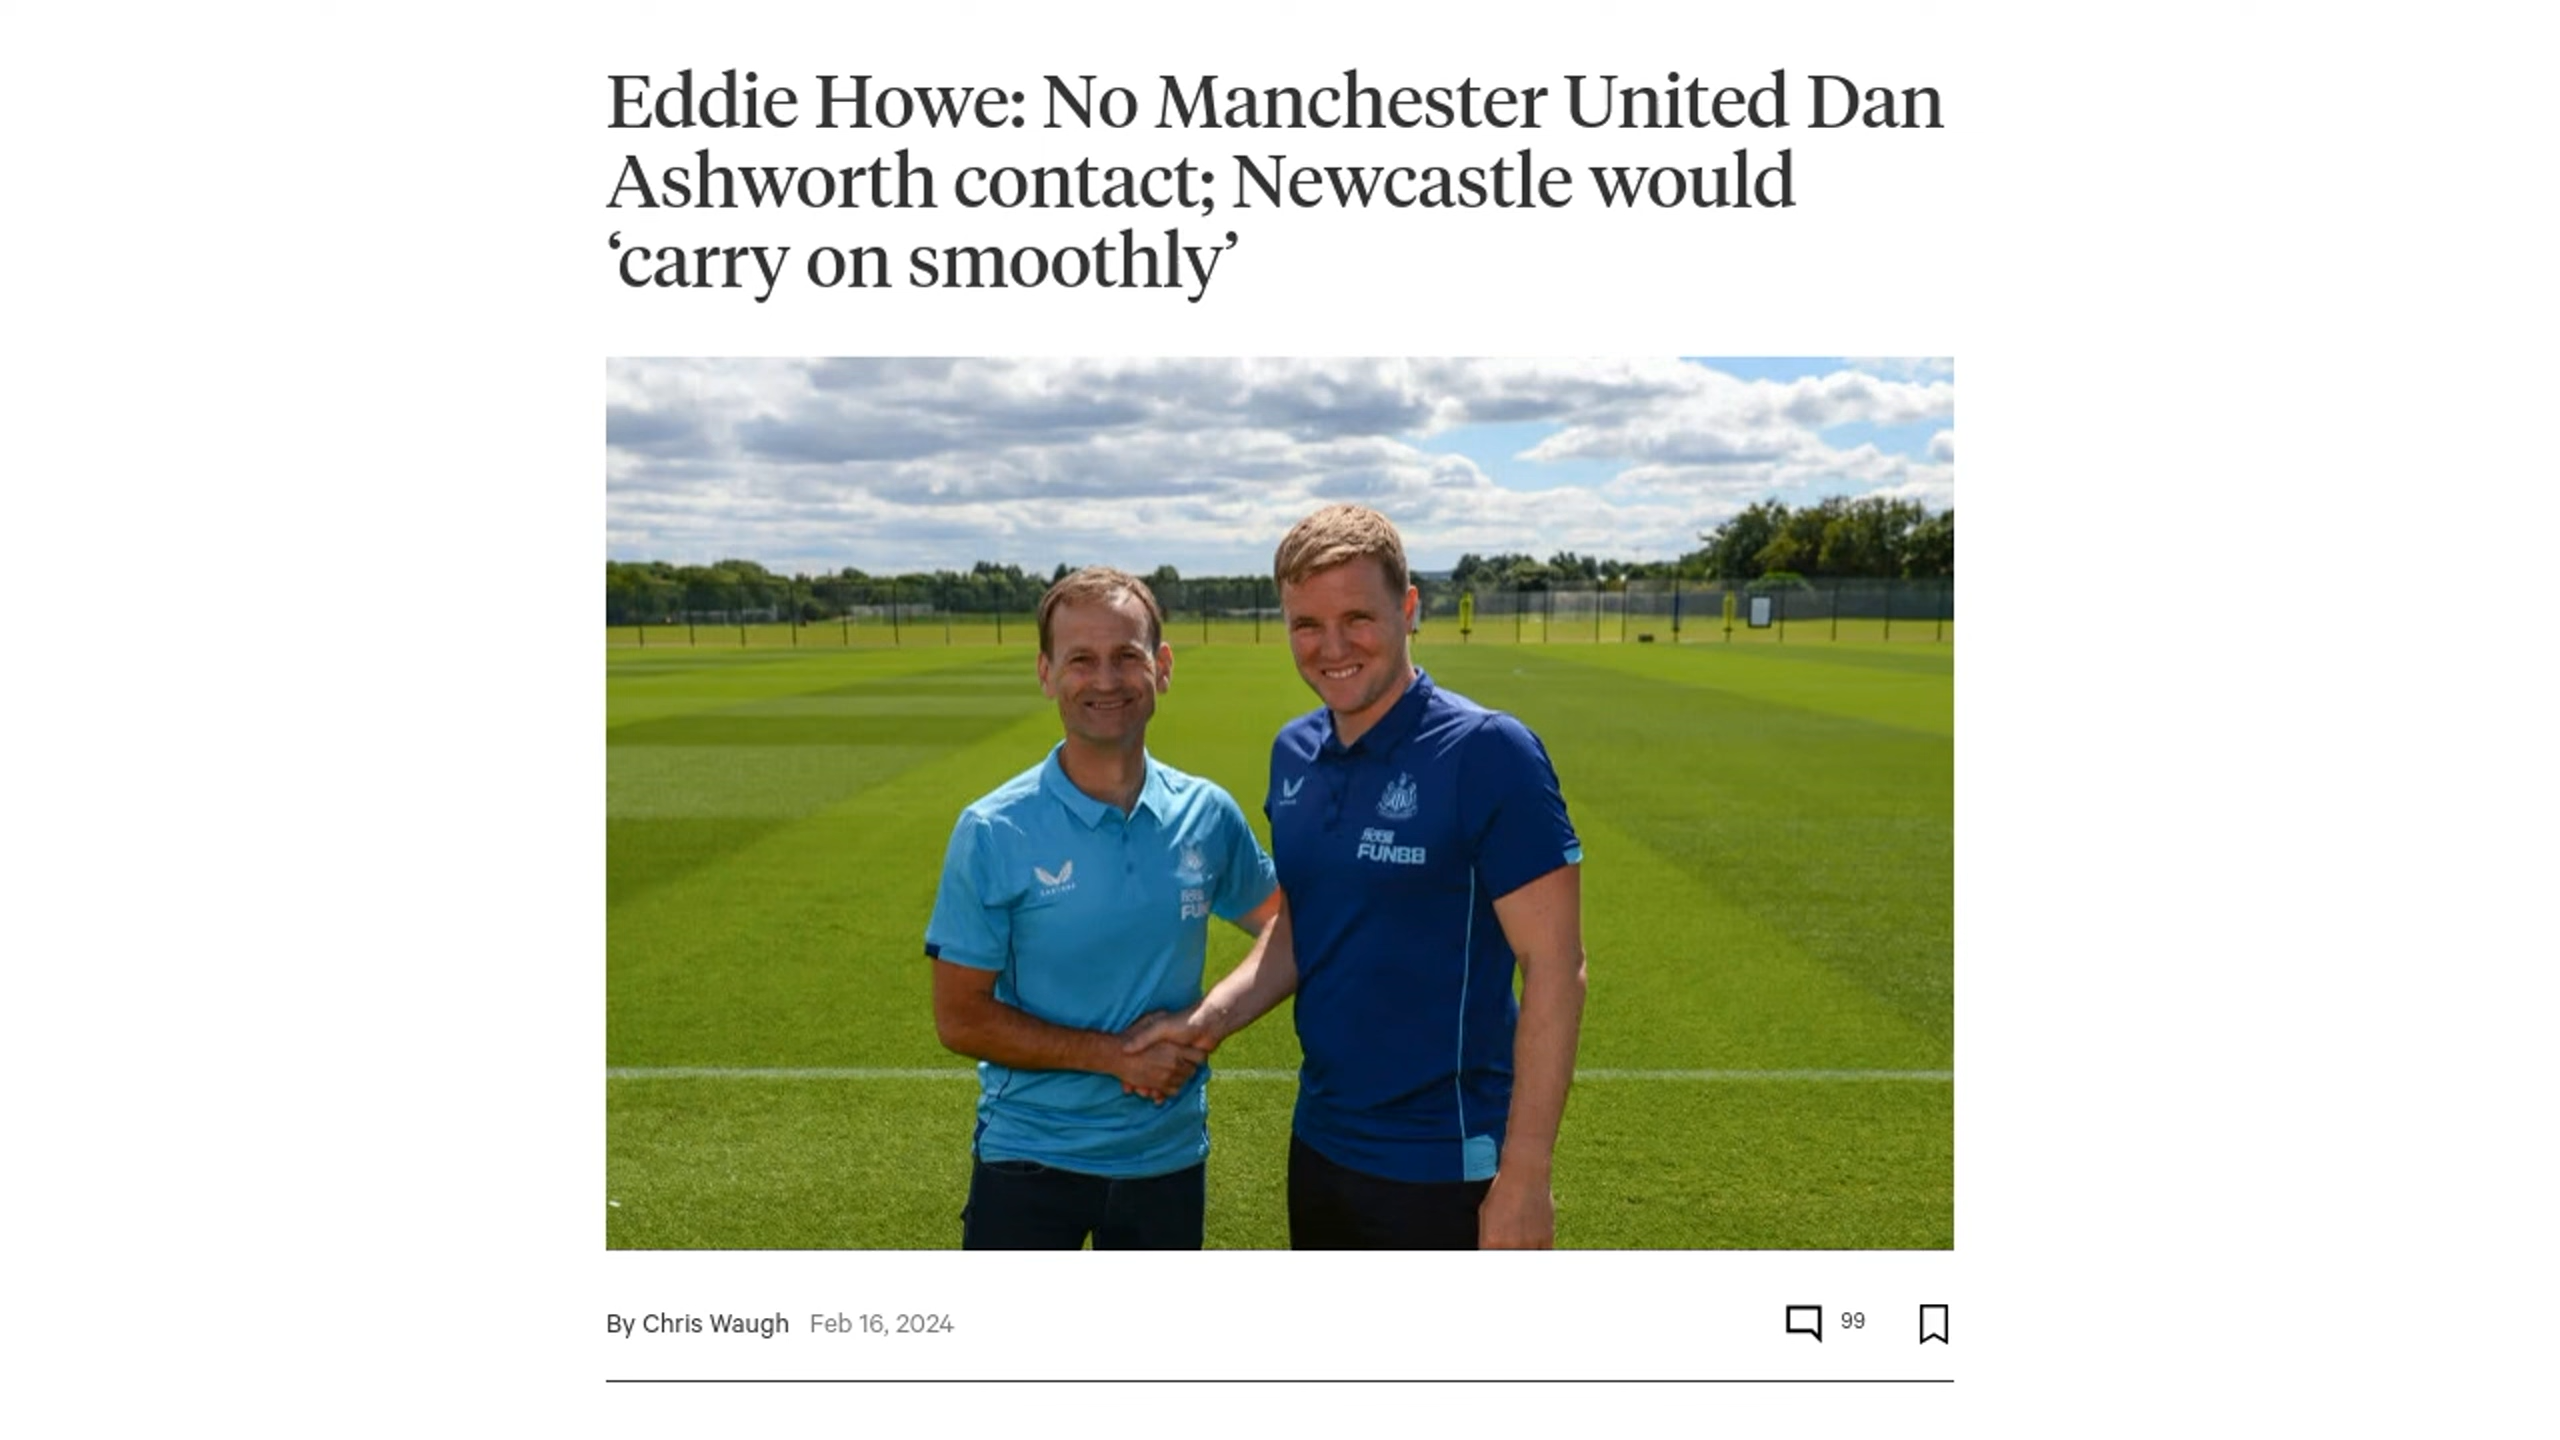 Eddie Howe: No Manchester United Dan
Ashworth contact; Newcastle would
‘carry on smoothly’
FUN88
FUN
By Chris Waugh Feb 16, 2024
99